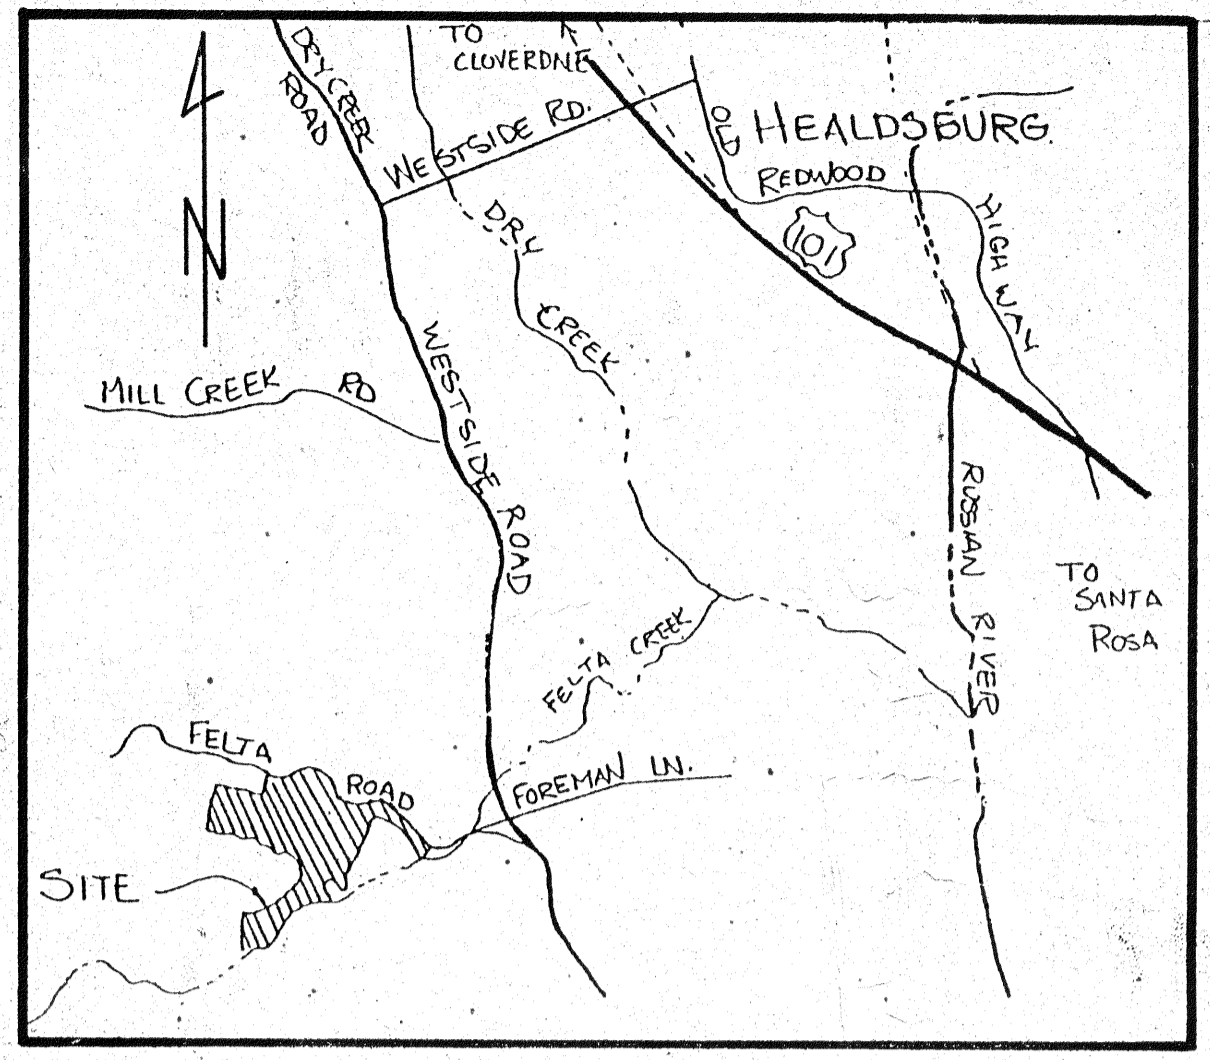 TO
CLOVERDNE
DRY CREEK
ROAD
WESTSIDE RD.
OLD
HEALDSBURG
REDWOOD
HIGHWAY
101
DRY
CREEK
N
WESTSIDE ROAD
MILL CREEK RD
RUSSIAN RIVER
TO
SANTA
ROSA
FELTA CREEK
FELTA
ROAD
FOREMAN LN.
SITE